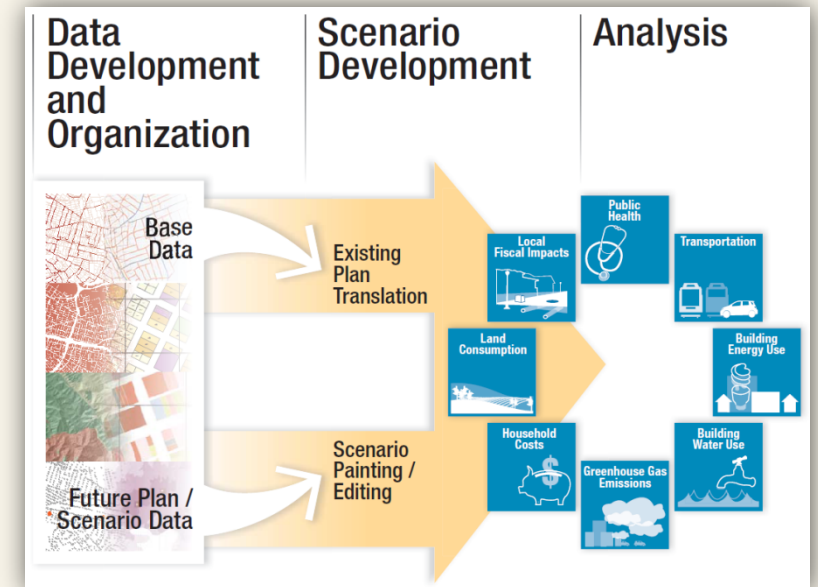 Data
Development
and
Organization
Scenario
Development
Analysis
Base
Data
Future Plan /
Scenario Data
Existing
Plan
Translation
Scenario
Painting /
Editing
Public
Health
Local
Fiscal Impacts
Transportation
Land
Consumption
Building
Energy Use
Household
Costs
Building
Water Use
Greenhouse Gas
Emissions